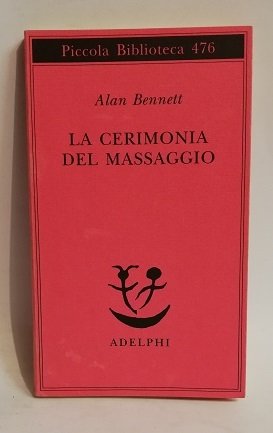 Piccola Biblioteca 476
Alan Bennett
LA CERIMONIA
DEL MASSAGGIO
ADELPHI